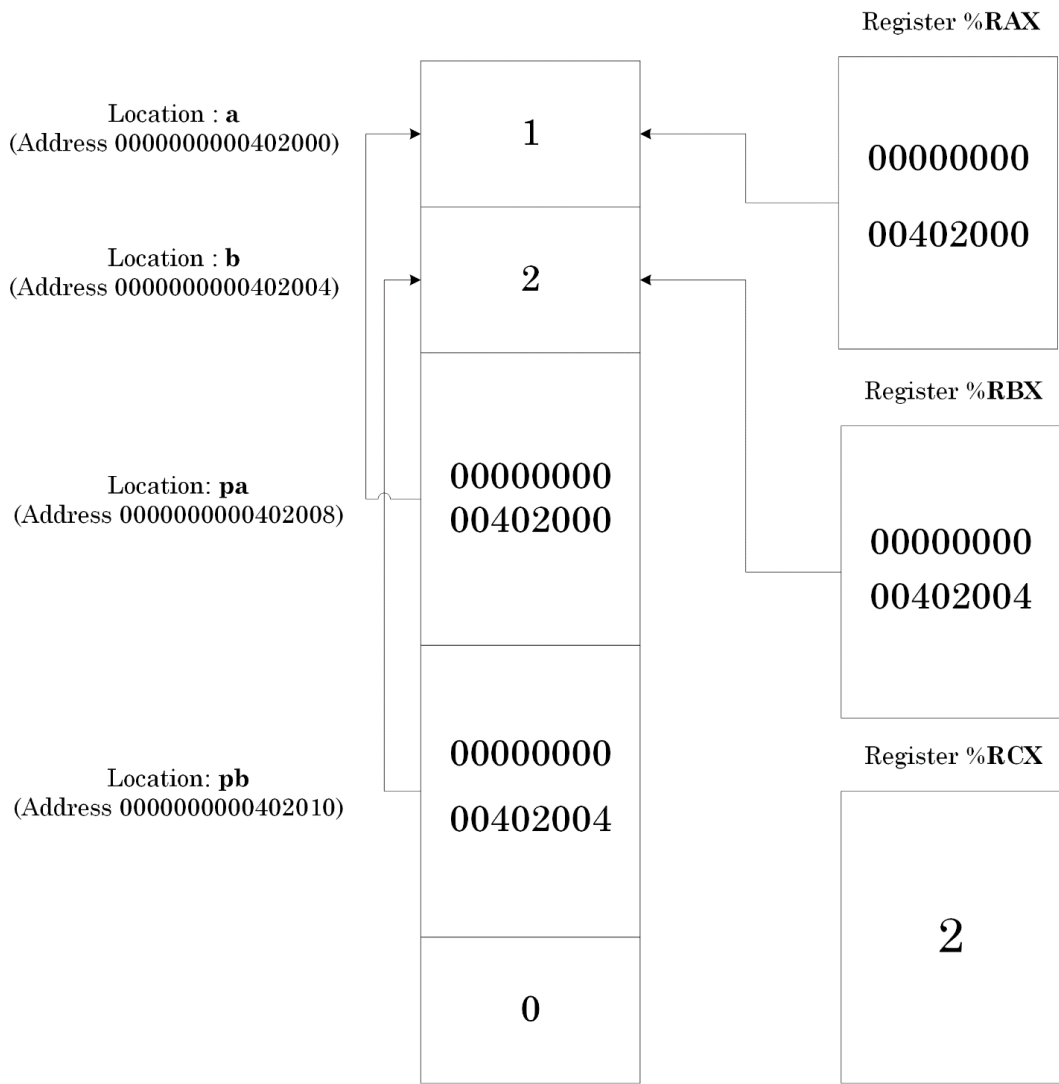 Register %RAX
Location : a
(Address 0000000000402000)
1
00000000
00402000
Location : b
(Address 0000000000402004)
2
Register %RBX
Location: pa
(Address 0000000000402008)
00000000
00402000
00000000
00402004
Location: pb
(Address 0000000000402010)
00000000
00402004
Register %RCX
2
0